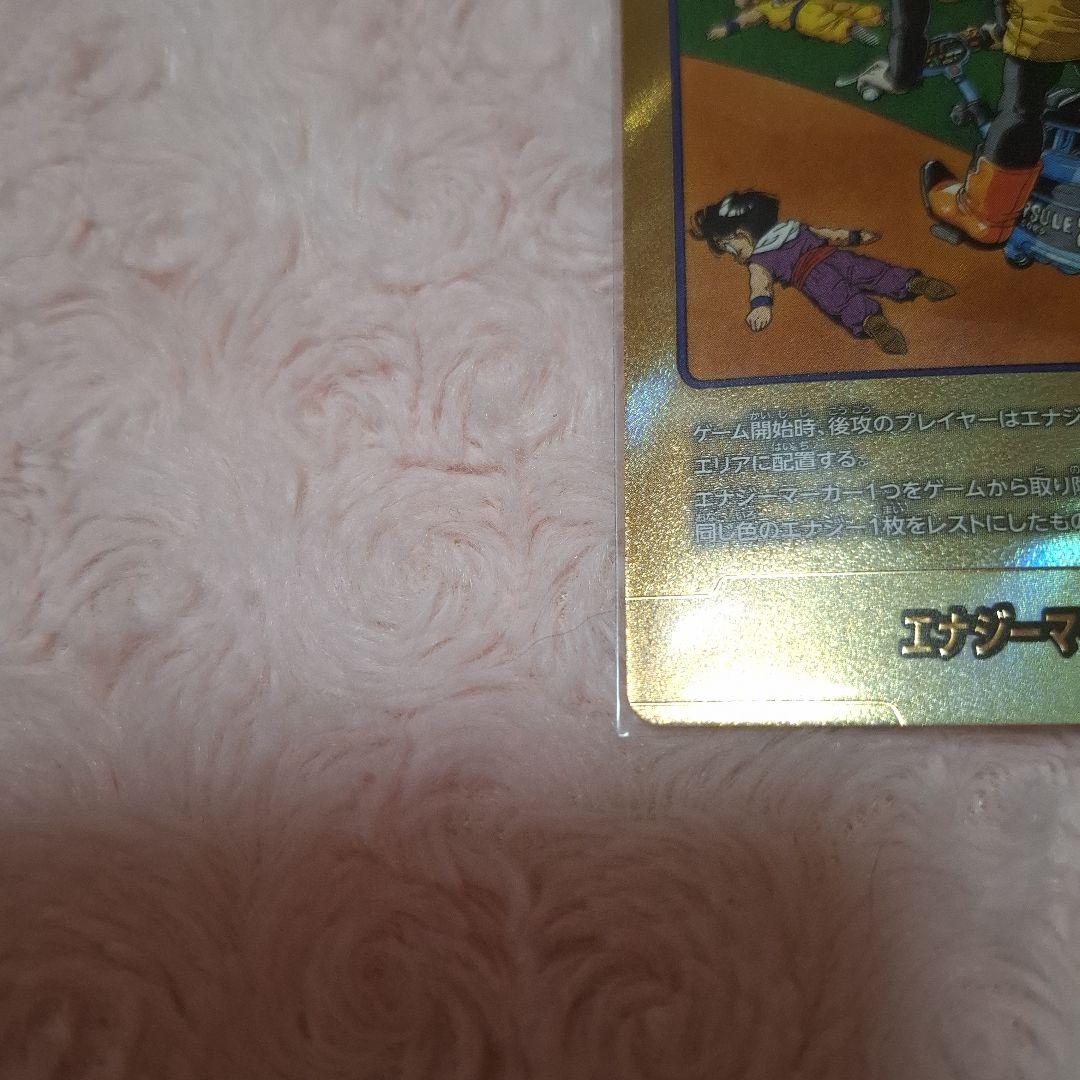 PSULE
ゲーム開始時、後攻のプレイヤーはエナジ
エリアに配置する。
エナジーマーカー1つをゲームから取り
同じ色のエナジー1枚をレストにしたもの
エナジーマ